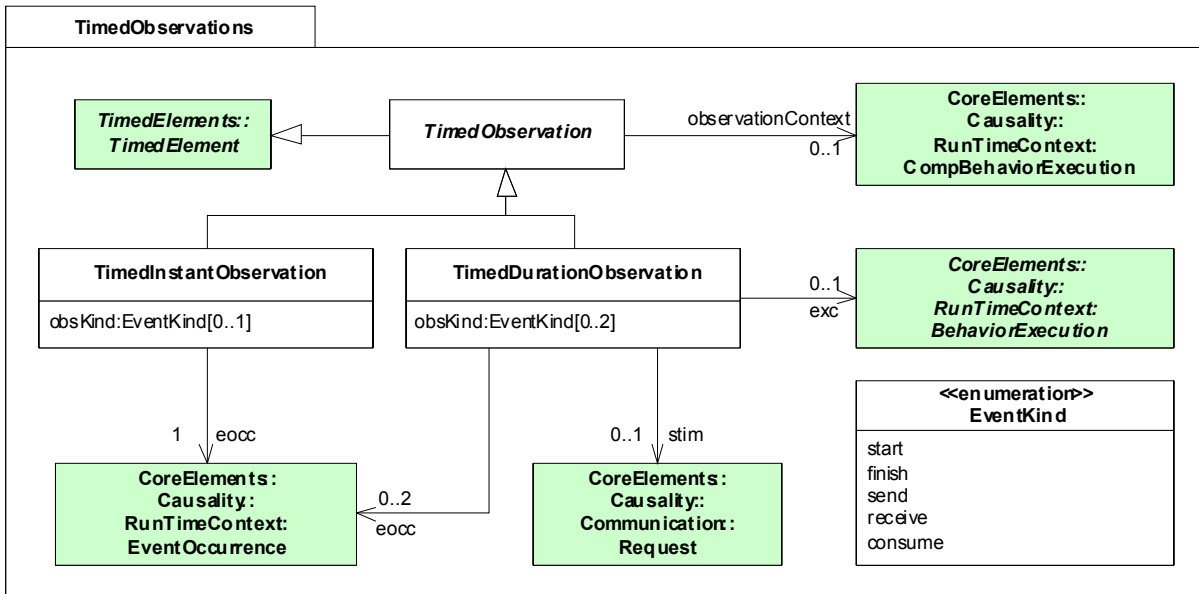 TimedObservations
TimedElements::
TimedElement
TimedObservation
observationContext
0..1
CoreElements::
Causality::
RunTimeContext:
CompBehaviorExecution
TimedInstantObservation
obsKind:EventKind[0..1]
TimedDurationObservation
obsKind:EventKind[0..2]
0..1
exc
CoreElements::
Causality::
RunTimeContext:
BehaviorExecution
1
eocc
0..1
stim
<<enumeration>>
EventKind
start
finish
send
receive
consume
CoreElements::
Causality::
RunTimeContext:
EventOccurrence
0..2
eocc
CoreElements::
Causality::
Communication::
Request